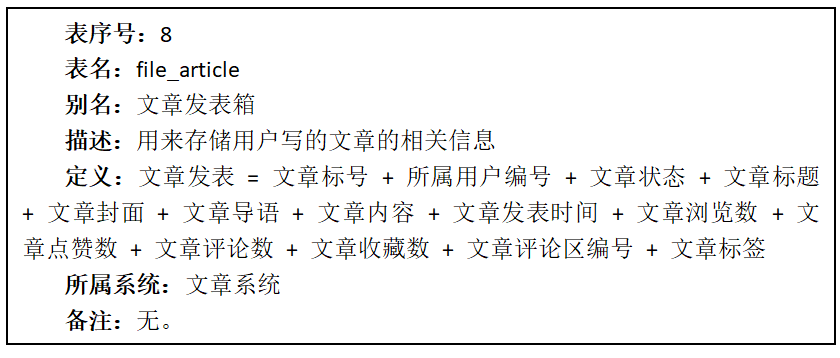 表序号：8
表名：file_article
别名：文章发表箱
描述：用来存储用户写的文章的相关信息
定义：文章发表 = 文章标号 + 所属用户编号 + 文章状态 + 文章标题
+ 文章封面 + 文章导语 + 文章内容 + 文章发表时间 + 文章浏览数 + 文
章点赞数 + 文章评论数 + 文章收藏数 + 文章评论区编号 + 文章标签
所属系统：文章系统
备注：无。